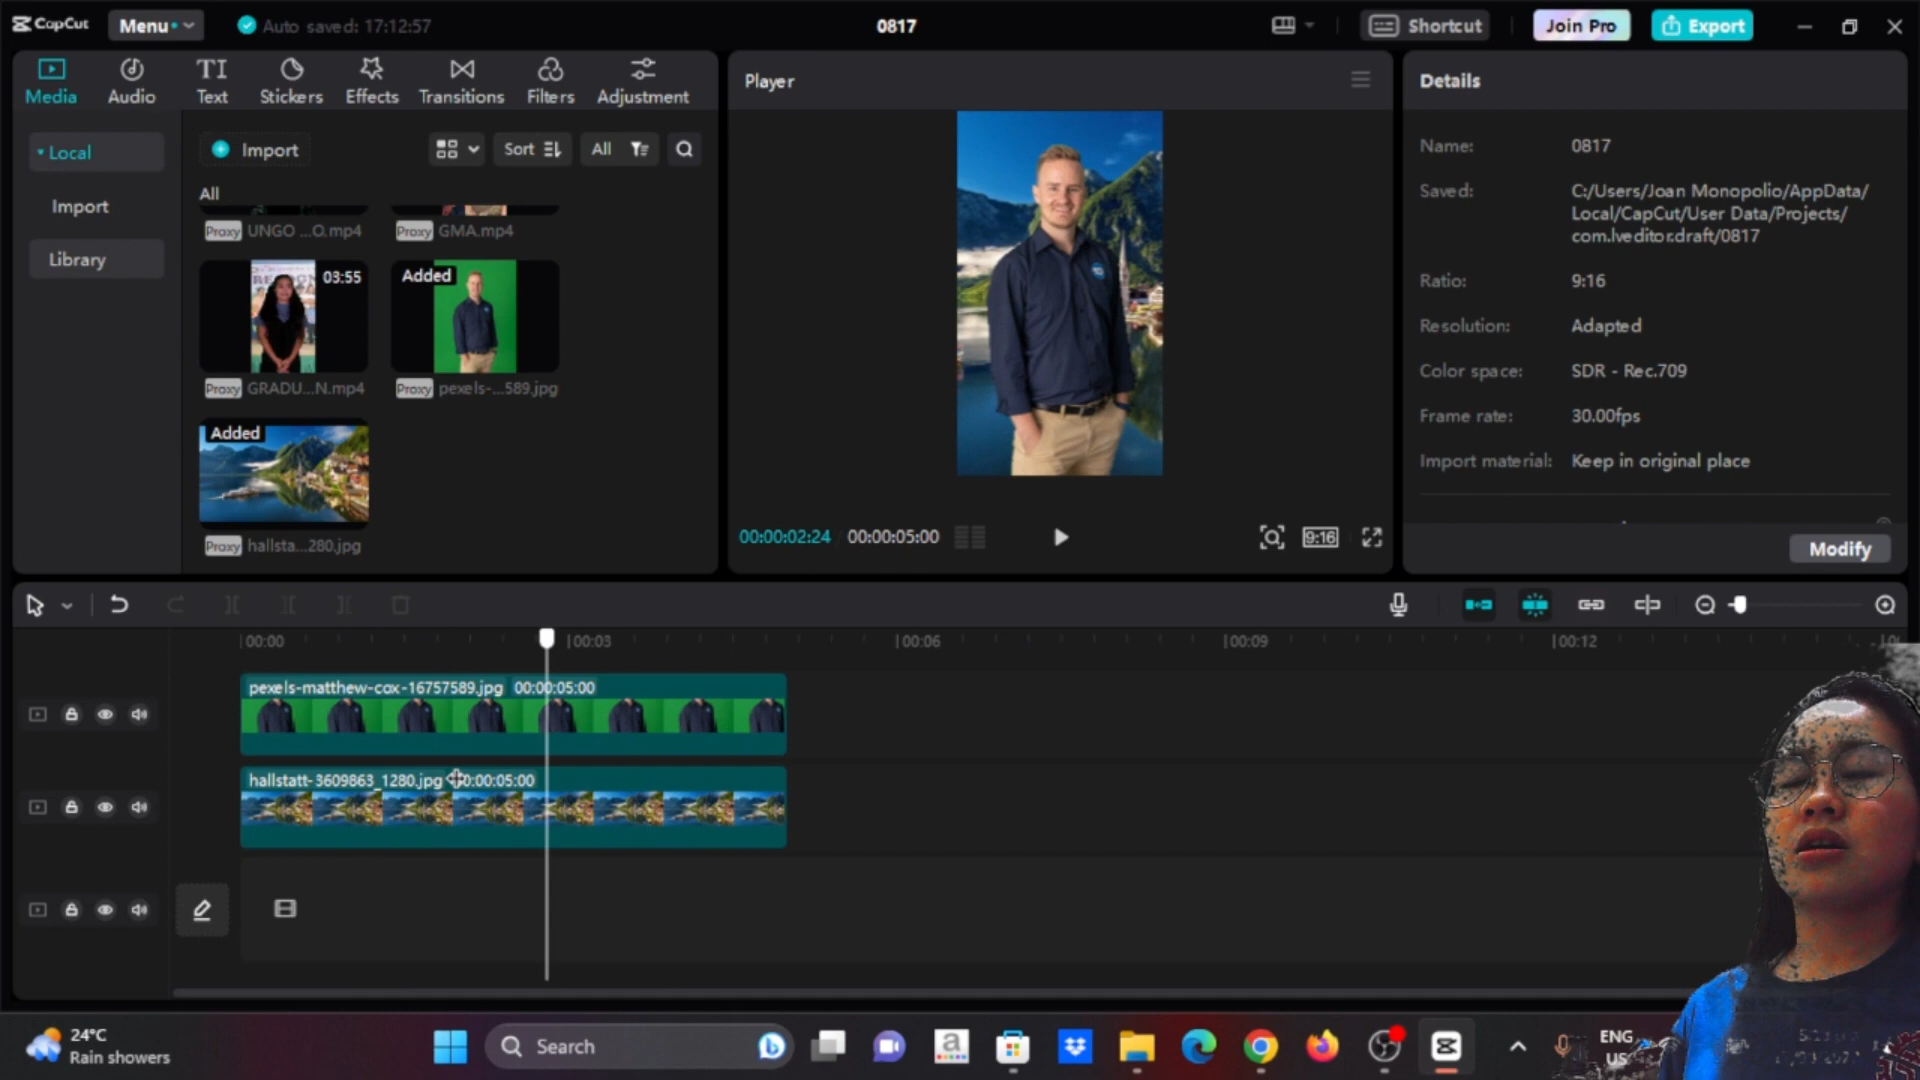 CapCut
Menu
Auto saved: 17:12:57
0817
Shortcut
Join Pro
Export
Media
Audio
TI
Text
Stickers
Effects
Transitions
Filters
Adjustment
Local
Import
Library
Import
Sort
All
All
Proxy UNGO ...O.mp4
Proxy GMA.mp4
03:55
Added
Proxy GRADU...N.mp4
Proxy pexels-...589.jpg
Added
Proxy hallsta...280.jpg
Player
00:00:02:24
00:00:05:00
9:16
Details
Name: 0817
Saved: C:/Users/Joan Monopolio/AppData/
Local/CapCut/User Data/Projects/
com.lveditor.draft/0817
Ratio: 9:16
Resolution: Adapted
Color space: SDR - Rec.709
Frame rate: 30.00fps
Import material: Keep in original place
Modify
00:00
00:03
00:06
00:09
00:12
pexels-matthew-cox-16757589.jpg 00:00:05:00
hallstatt-3609863_1280.jpg 00:00:05:00
24°C
Rain showers
Search
ENG
US